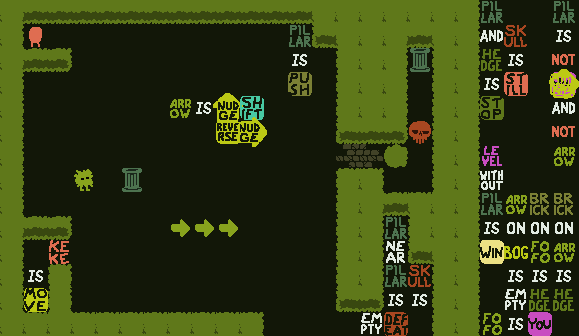 PILLAR PILLAR
PILLAR AND SKULL IS
IS HEDGE IS NOT
PUSH IS STILL
ARROW IS NUDGE SHIFT STOP AND
REVERSE NUDGE NOT
LEVEL ARROW
WITHOUT
PILLAR ARROW BRICK BRICK
PILLAR IS ON ON ON
KEKE NEAR WIN BOG FOFO ARROW
IS PILLAR SKULL IS IS IS
MOVE IS IS EMPTY HEDGE HEDGE
EMPTY DEFEAT FOFO IS YOU